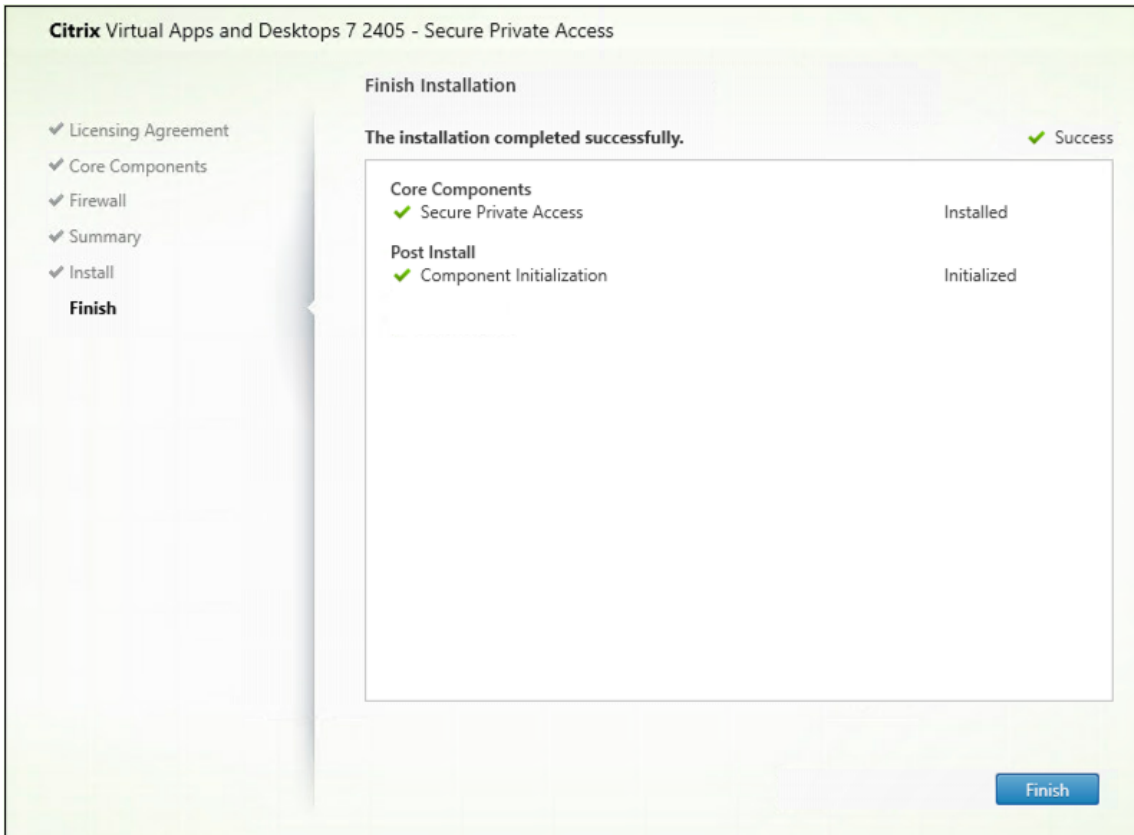 Citrix Virtual Apps and Desktops 7 2405 - Secure Private Access
Finish Installation
Licensing Agreement
Core Components
Firewall
Summary
Install
Finish
The installation completed successfully.
Success
Core Components
Secure Private Access Installed
Post Install
Component Initialization Initialized
Finish